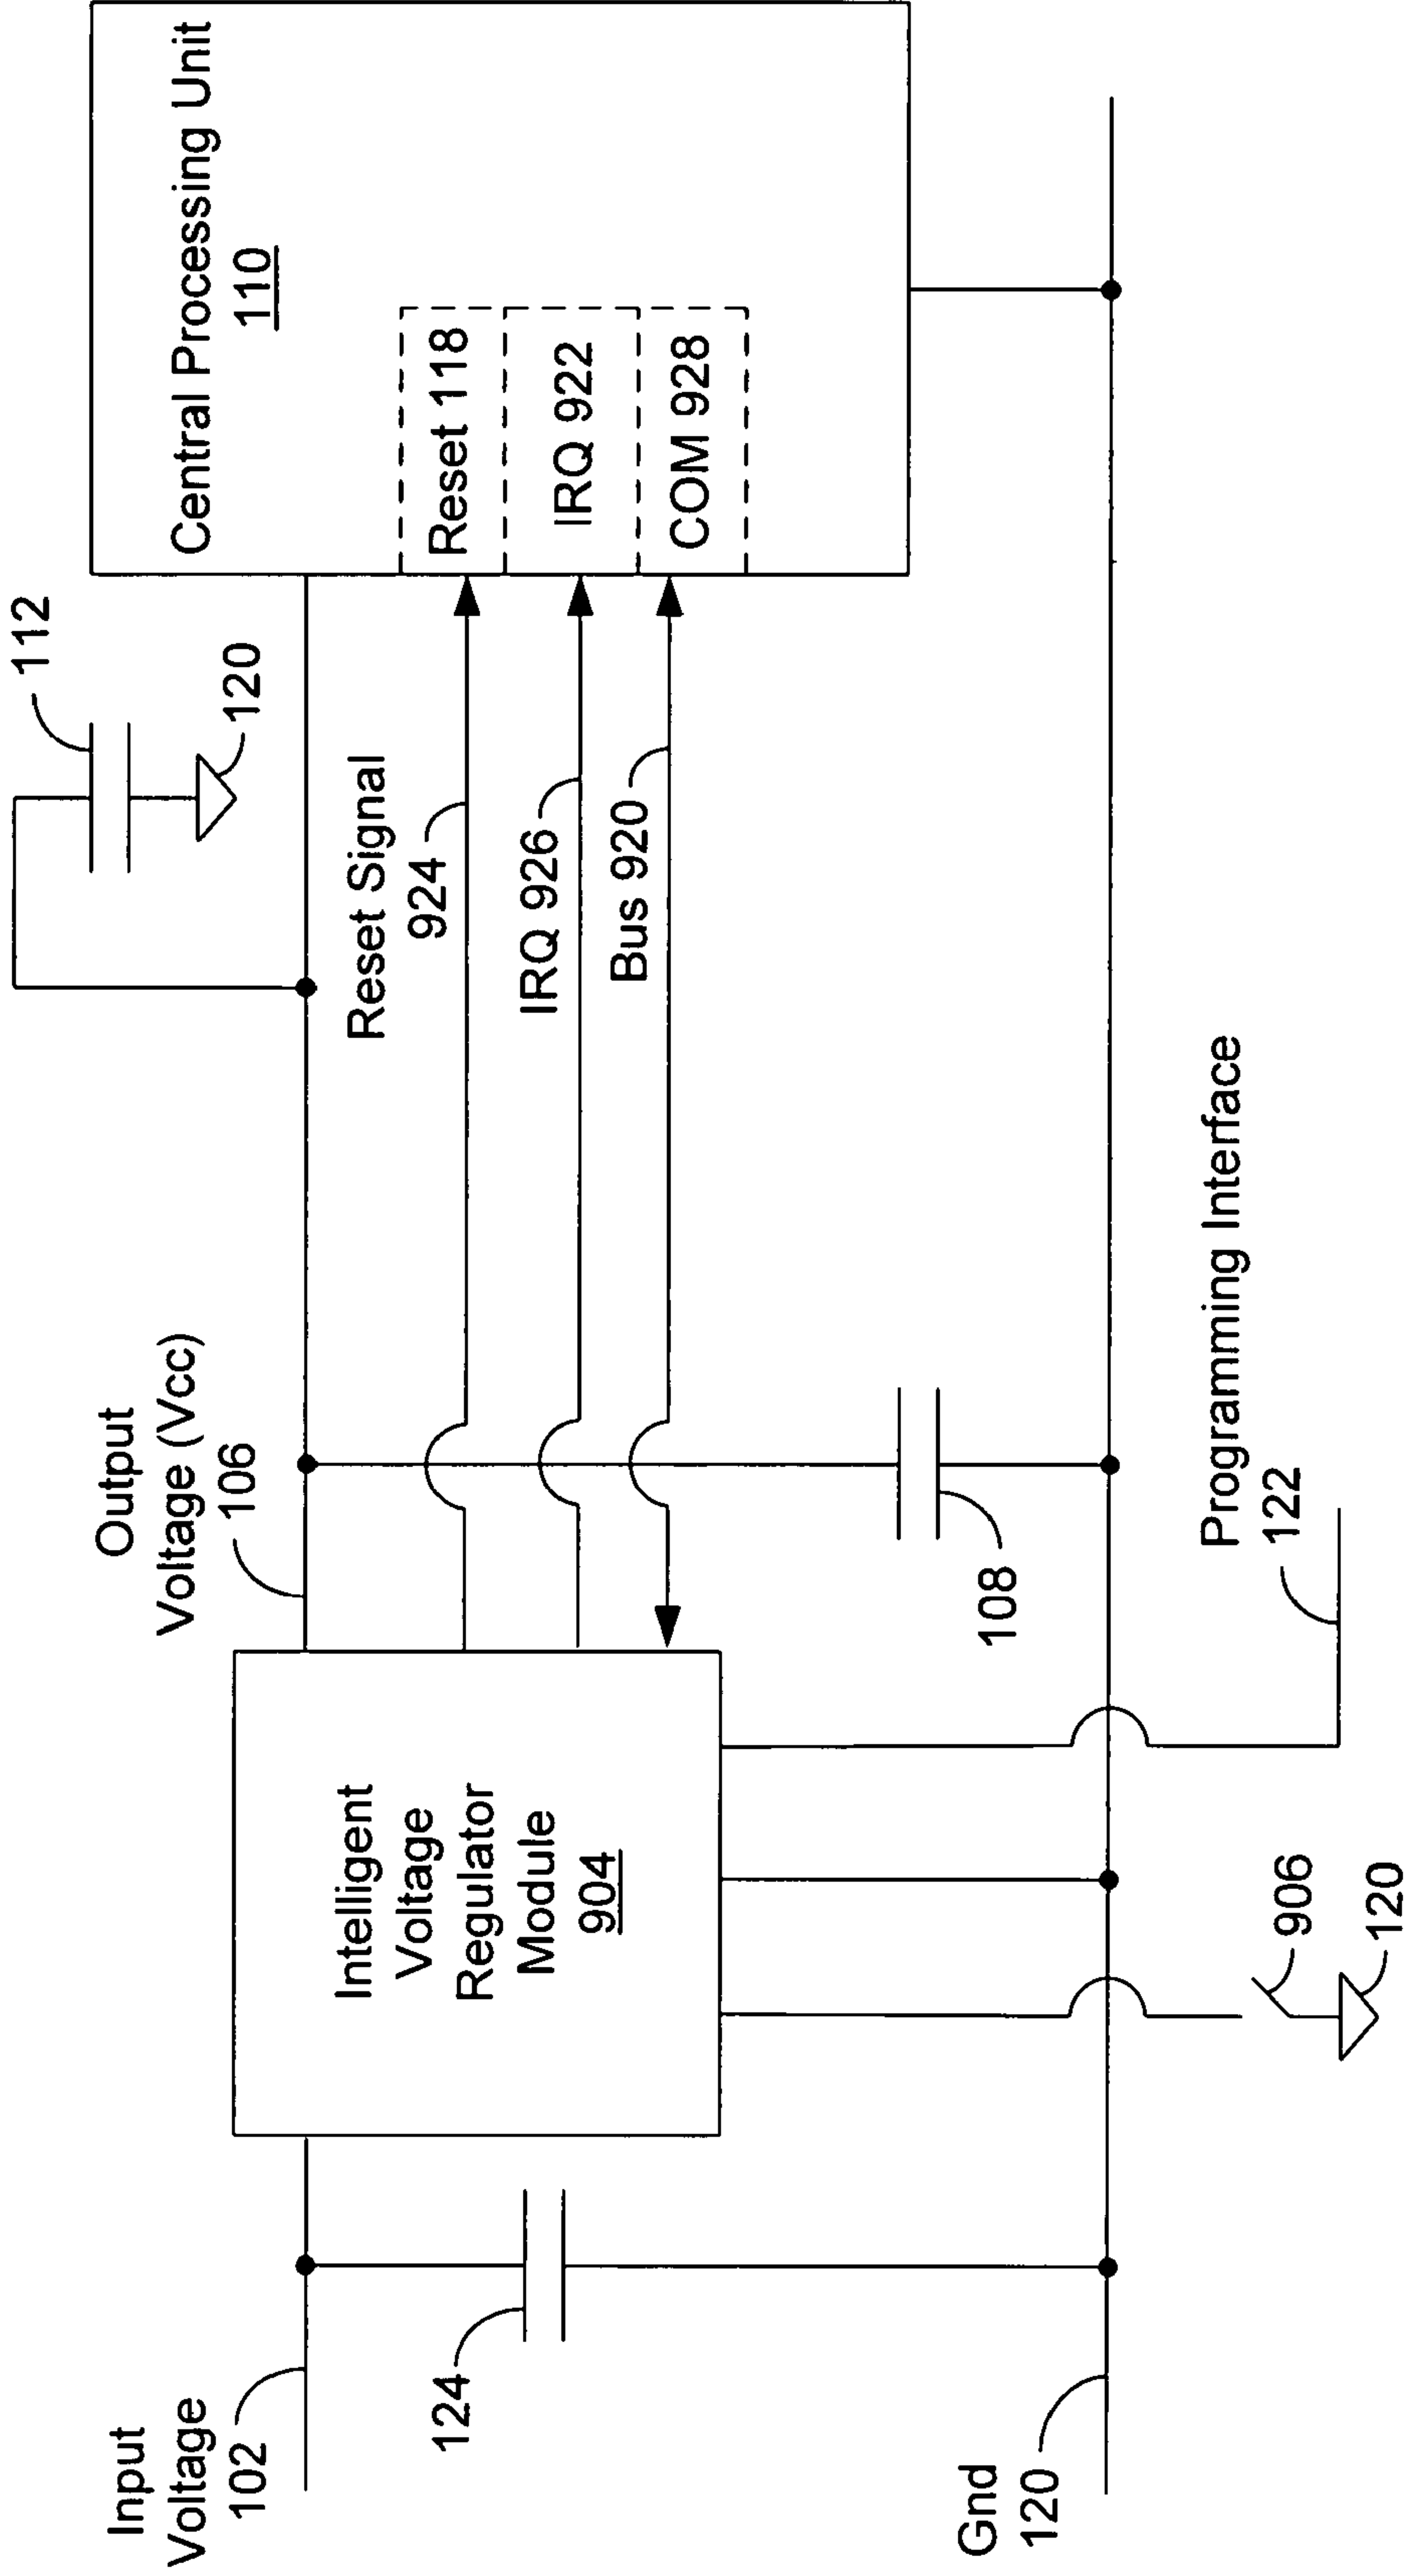 Input
Voltage
102
124
Gnd
120
Intelligent
Voltage
Regulator
Module
904
906
120
Output
Voltage (Vcc)
106
108
Programming Interface
122
Reset Signal
924
IRQ 926
Bus 920
112
120
Central Processing Unit
110
Reset 118
IRQ 922
COM 928